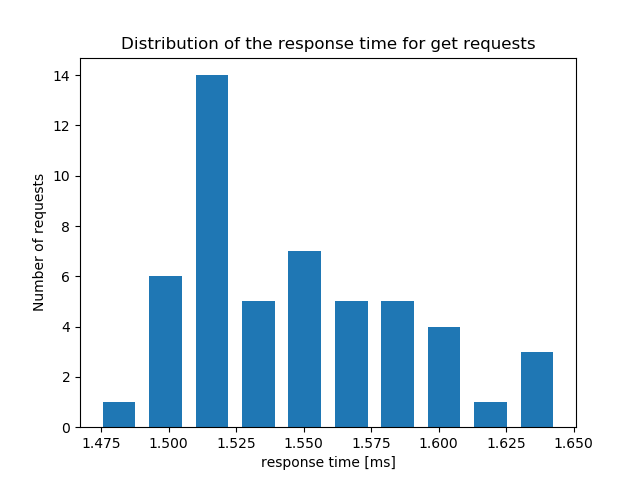 Distribution of the response time for get requests
14
12
10
8
6
4
2
0
Number of requests
1.475 1.500 1.525 1.550 1.575 1.600 1.625 1.650
response time [ms]